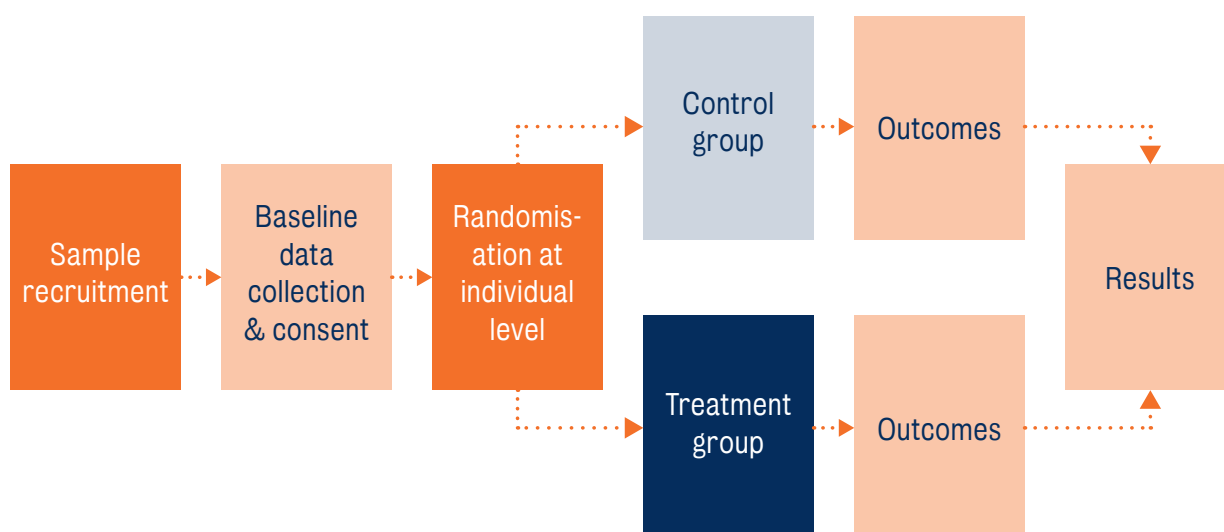 Sample
recruitment
Baseline
data
collection
& consent
Randomis-
ation at
individual
level
Control
group
Outcomes
Treatment
group
Outcomes
Results